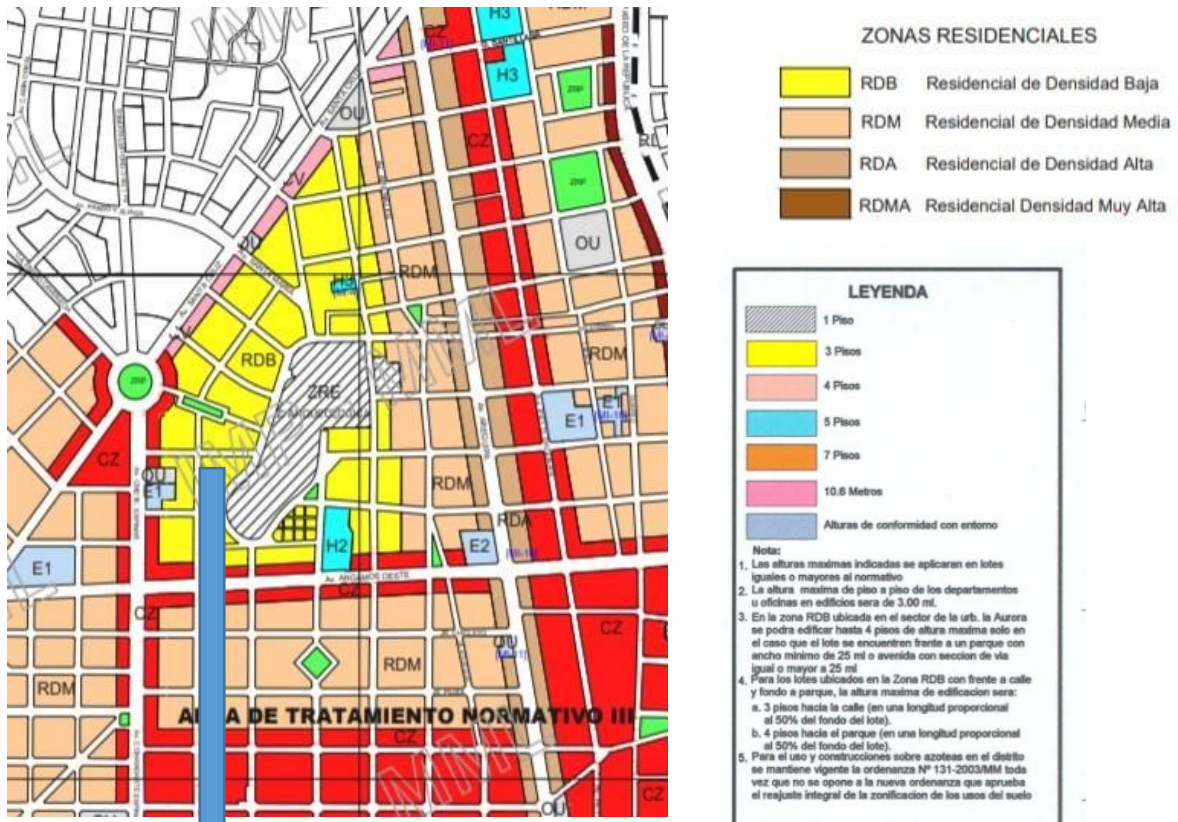 CZ
H3
RDM
Av. SANTA CRUZ
H3
ZRP
OU
CZ
ZRP
OU
RDM
OU
Av. SANTA CRUZ
ZRP
RDB
ZRE
RDM
E1
E1
CZ
OU
E1
RDM
RDA
H2
E2
E1
Av. ANGAMOS OESTE
CZ
CZ
CZ
RDM
RDM
AREA DE TRATAMIENTO NORMATIVO III
CZ
OU
CZ
ZONAS RESIDENCIALES
RDB Residencial de Densidad Baja
RDM Residencial de Densidad Media
RDA Residencial de Densidad Alta
RDMA Residencial Densidad Muy Alta
LEYENDA
1 Piso
3 Pisos
4 Pisos
5 Pisos
7 Pisos
10.6 Metros
Alturas de conformidad con entorno
Nota:
1. Las alturas maximas indicadas se aplicaran en lotes
iguales o mayores al normativo
2. La altura maxima de piso a piso de los departamentos
u oficinas en edificios sera de 3.00 ml.
3. En la zona RDB ubicada en el sector de la urb. la Aurora
se podra edificar hasta 4 pisos de altura maxima solo en
el caso que el lote se encuentren frente a un parque con
ancho minimo de 25 ml o avenida con seccion de via
igual o mayor a 25 ml
4. Para los lotes ubicados en la Zona RDB con frente a calle
y fondo a parque, la altura maxima de edificacion sera:
a. 3 pisos hacia la calle (en una longitud proporcional
al 50% del fondo del lote).
b. 4 pisos hacia el parque (en una longitud proporcional
al 50% del fondo del lote).
5. Para el uso y construcciones sobre azoteas en el distrito
se mantiene vigente la ordenanza Nº 131-2003/MM toda
vez que no se opone a la nueva ordenanza que aprueba
el reajuste integral de la zonificacion de los usos del suelo